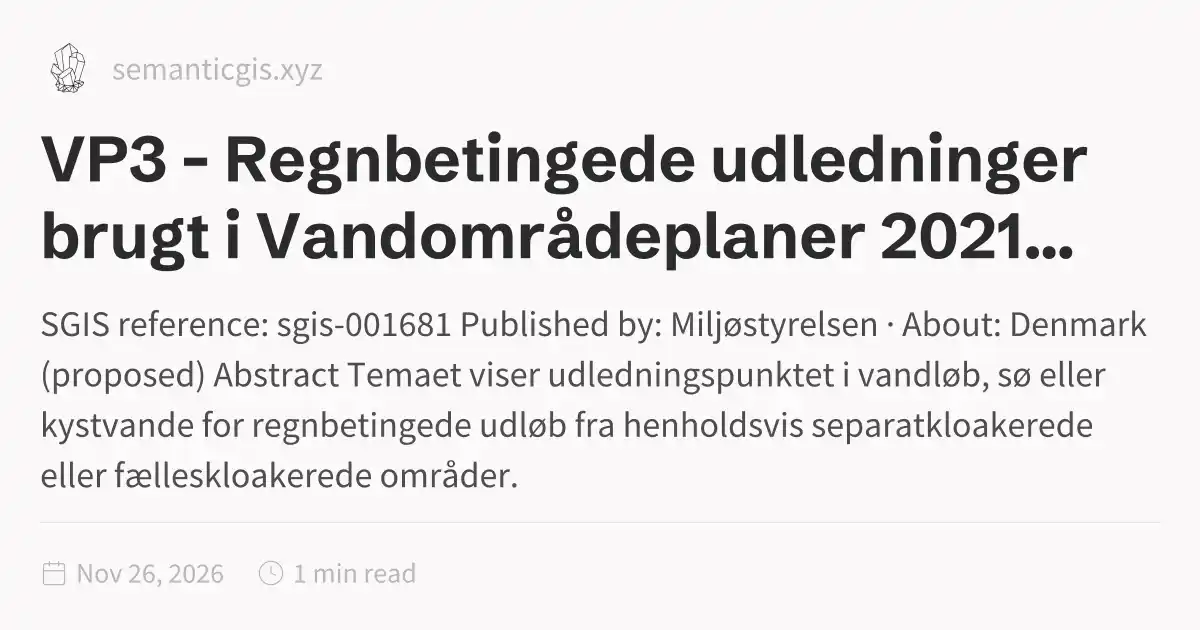 semanticgis.xyz
VP3 - Regnbetingede udledninger
brugt i Vandområdeplaner 2021...
SGIS reference: sgis-001681 Published by: Miljøstyrelsen · About: Denmark
(proposed) Abstract Temaet viser udledningspunktet i vandløb, sø eller
kystvande for regnbetingede udløb fra henholdsvis separatkloakerede
eller fælleskloakerede områder.
Nov 26, 2026 1 min read